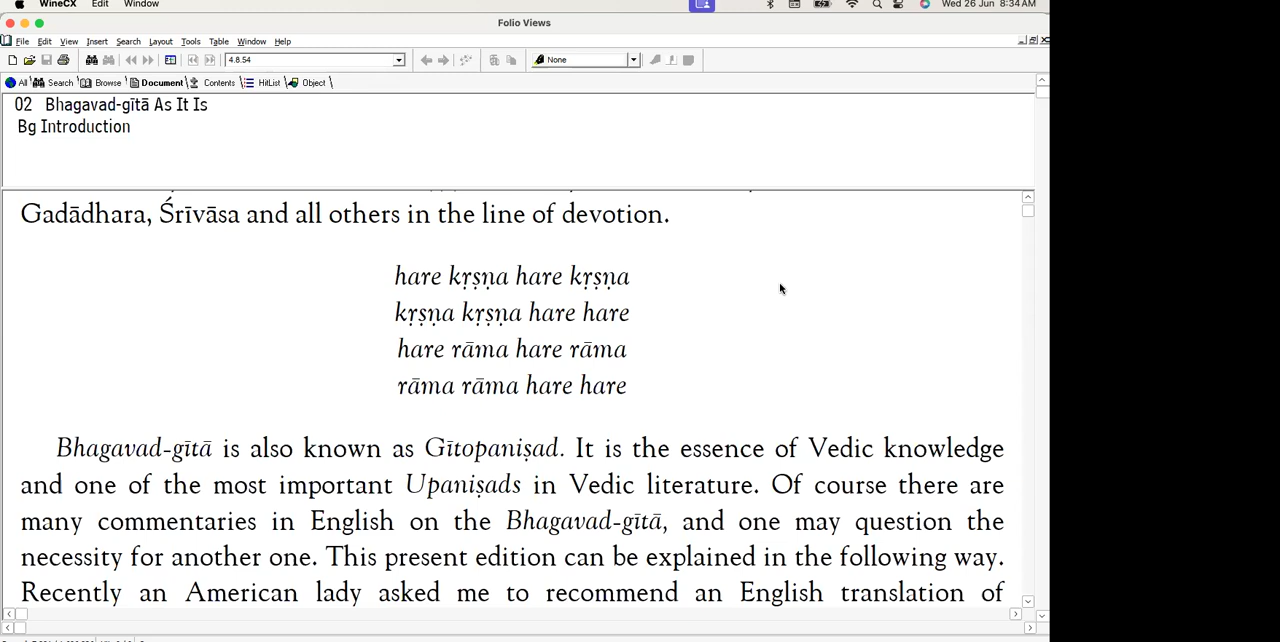 WineCX Edit Window Wed 26 Jun 8:34 AM
Folio Views
File Edit View Insert Search Layout Tools Table Window Help
4.8.54 None
All Search Browse Document Contents HitList Object
02 Bhagavad-gītā As It Is
Bg Introduction
Gadādhara, Śrīvāsa and all others in the line of devotion.
hare kṛṣṇa hare kṛṣṇa
kṛṣṇa kṛṣṇa hare hare
hare rāma hare rāma
rāma rāma hare hare
Bhagavad-gītā is also known as Gītopaniṣad. It is the essence of Vedic knowledge
and one of the most important Upaniṣads in Vedic literature. Of course there are
many commentaries in English on the Bhagavad-gītā, and one may question the
necessity for another one. This present edition can be explained in the following way.
Recently an American lady asked me to recommend an English translation of